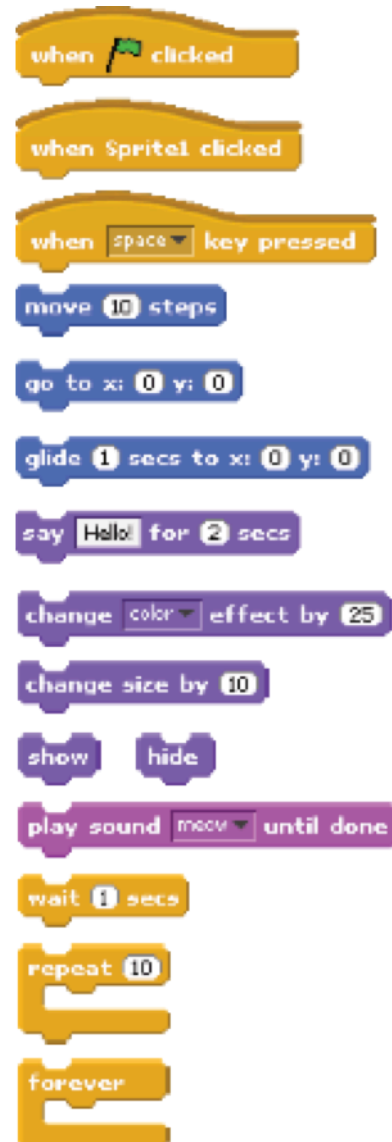 when clicked
when Sprite1 clicked
when space key pressed
move 10 steps
go to x: 0 y: 0
glide 1 secs to x: 0 y: 0
say Hello! for 2 secs
change color effect by 25
change size by 10
show hide
play sound meow until done
wait 1 secs
repeat 10
forever